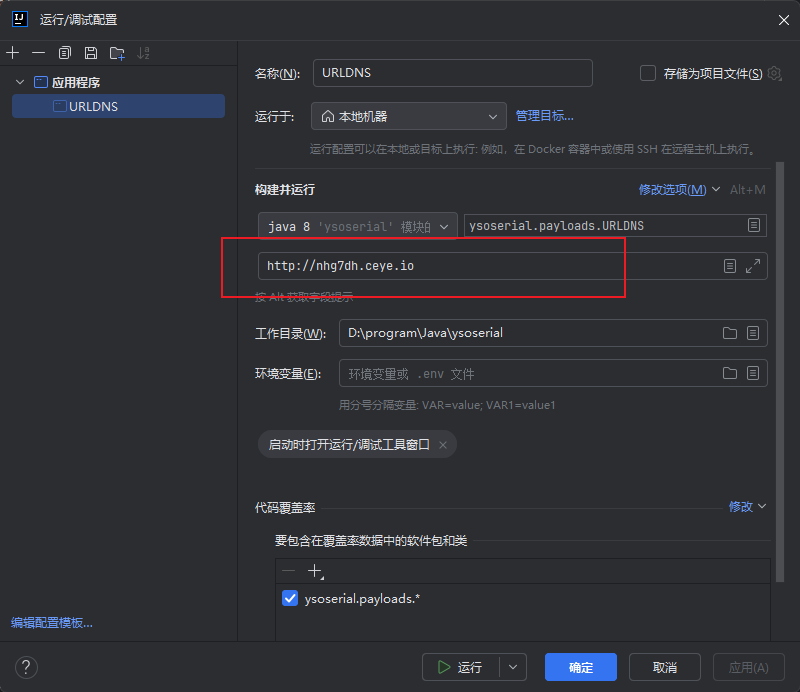 运行/调试配置
应用程序
URLDNS
名称(N):
URLDNS
存储为项目文件(S)
运行于:
本地机器
管理目标...
运行配置可以在本地或目标上执行: 例如，在 Docker 容器中或使用 SSH 在远程主机上执行。
构建并运行
修改选项(M)
Alt+M
java 8 'ysoserial' 模块的
ysoserial.payloads.URLDNS
http://nhg7dh.ceye.io
按 Alt 获取字段提示
工作目录(W):
D:\program\Java\ysoserial
环境变量(E):
环境变量或 .env 文件
用分号分隔变量: VAR=value; VAR1=value1
启动时打开运行/调试工具窗口
代码覆盖率
修改
要包含在覆盖率数据中的软件包和类
ysoserial.payloads.*
编辑配置模板...
?
运行
确定
取消
应用(A)